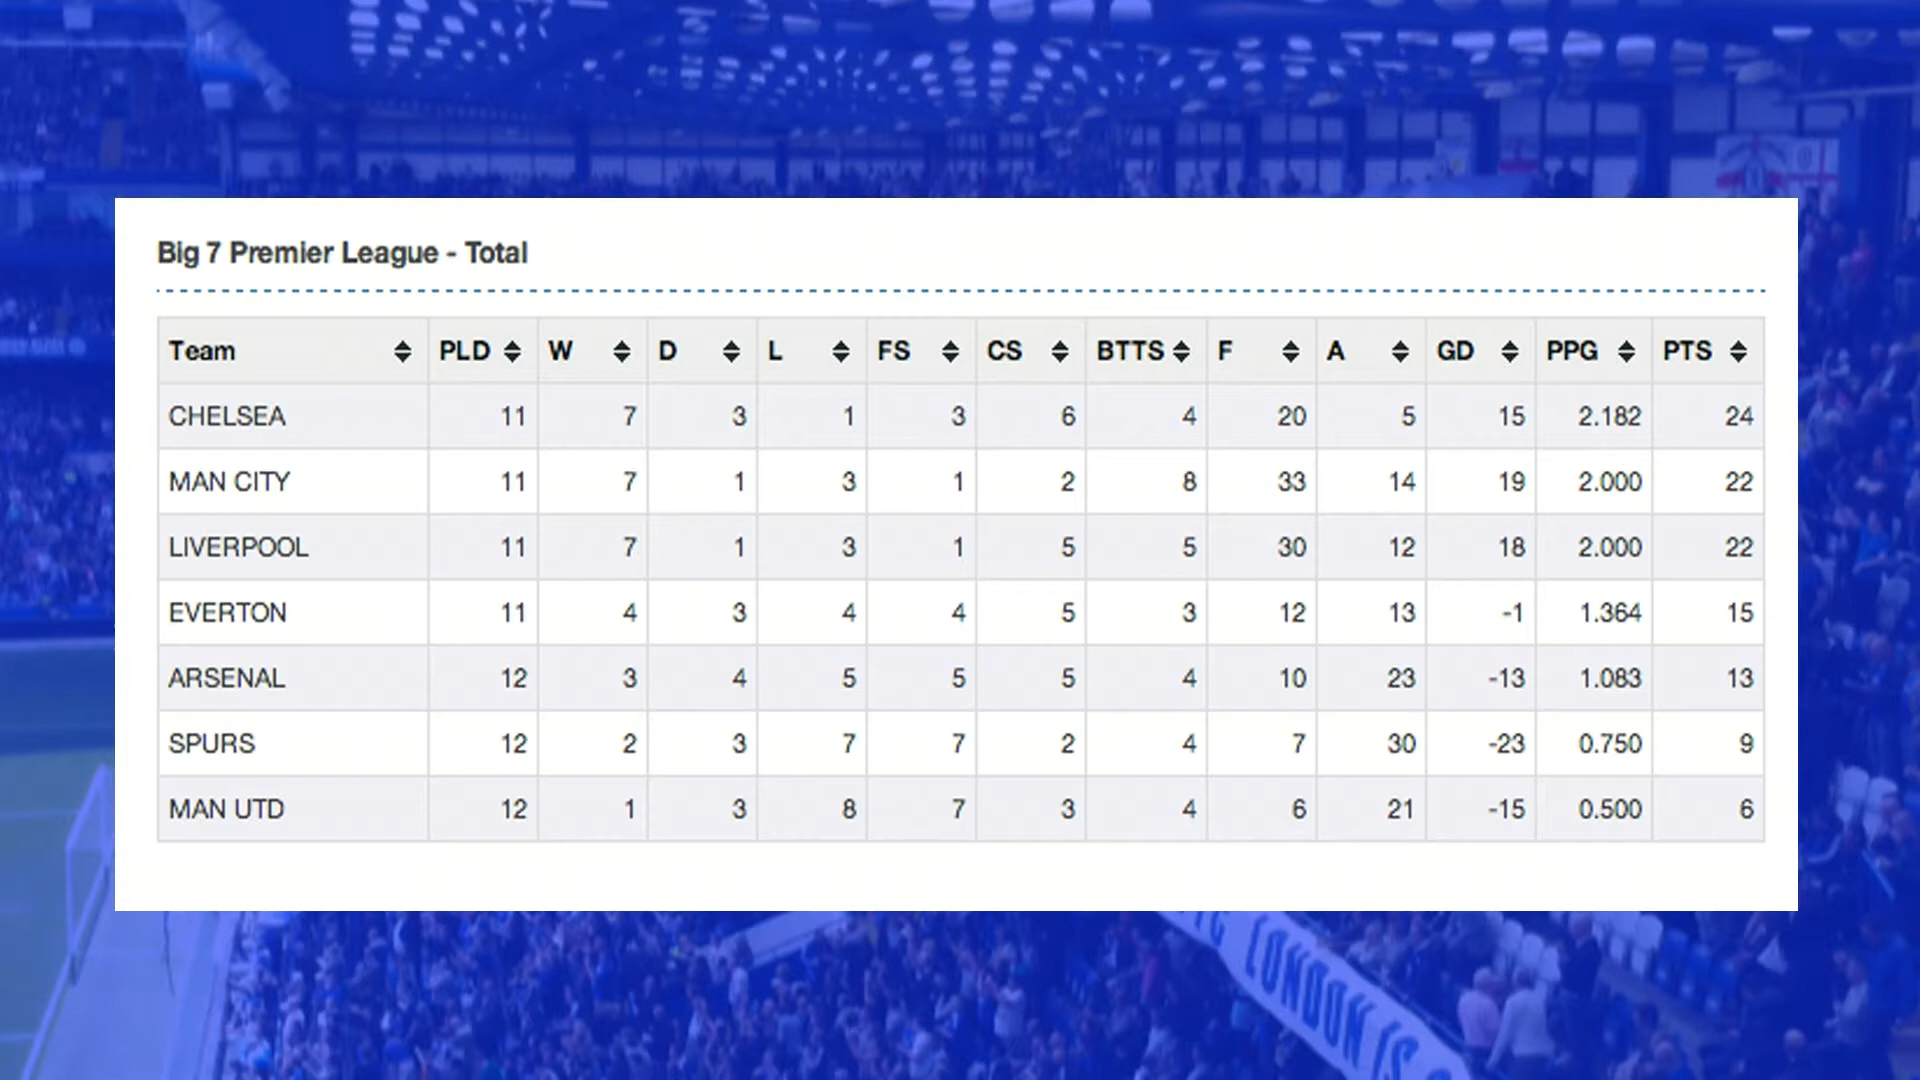 Big 7 Premier League - Total
Team PLD W D L FS CS BTTS F A GD PPG PTS
CHELSEA 11 7 3 1 3 6 4 20 5 15 2.182 24
MAN CITY 11 7 1 3 1 2 8 33 14 19 2.000 22
LIVERPOOL 11 7 1 3 1 5 5 30 12 18 2.000 22
EVERTON 11 4 3 4 4 5 3 12 13 -1 1.364 15
ARSENAL 12 3 4 5 5 5 4 10 23 -13 1.083 13
SPURS 12 2 3 7 7 2 4 7 30 -23 0.750 9
MAN UTD 12 1 3 8 7 3 4 6 21 -15 0.500 6
LONDON IS